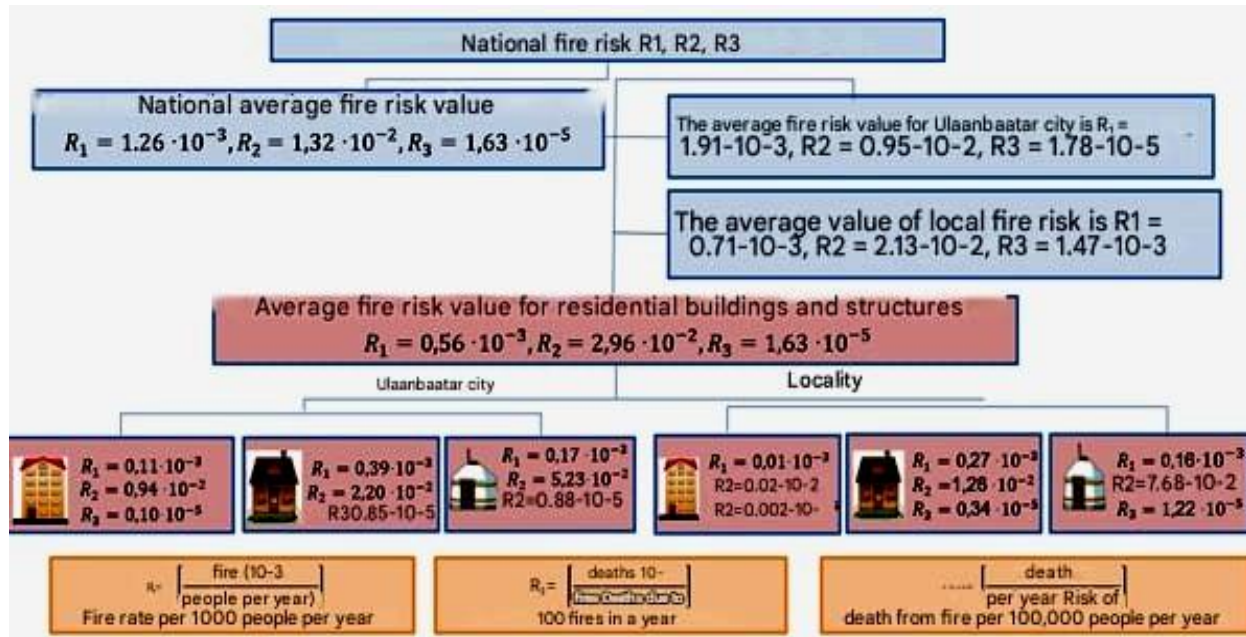 National fire risk R1, R2, R3
National average fire risk value
R₁ = 1.26 ·10⁻³, R₂ = 1,32 ·10⁻², R₃ = 1,63 ·10⁻⁵
The average fire risk value for Ulaanbaatar city is R₁ =
1.91-10-3, R2 = 0.95-10-2, R3 = 1.78-10-5
The average value of local fire risk is R1 =
0.71-10-3, R2 = 2.13-10-2, R3 = 1.47-10-3
Average fire risk value for residential buildings and structures
R₁ = 0,56 ·10⁻³, R₂ = 2,96 ·10⁻², R₃ = 1,63 ·10⁻⁵
Ulaanbaatar city
Locality
R₁ = 0,11·10⁻³
R₂ = 0,94 ·10⁻²
R₃ = 0,10 ·10⁻⁵
R₁ = 0,39·10⁻³
R₂ = 2,20 ·10⁻²
R30.85-10-5
R₁ = 0,17 ·10⁻³
R₂ = 5,23·10⁻²
R2=0.88-10-5
R₁ = 0,01·10⁻³
R2=0.02-10-2
R2=0.002-10-
R₁ = 0,27 ·10⁻³
R₂ = 1,28 ·10⁻²
R₃ = 0,34 ·10⁻⁵
R₁ = 0,16·10⁻³
R2=7.68-10-2
R₃ = 1,22 ·10⁻⁵
fire (10-3
people per year)
Fire rate per 1000 people per year
deaths 10-
100 fires in a year
death
per year Risk of
death from fire per 100,000 people per year